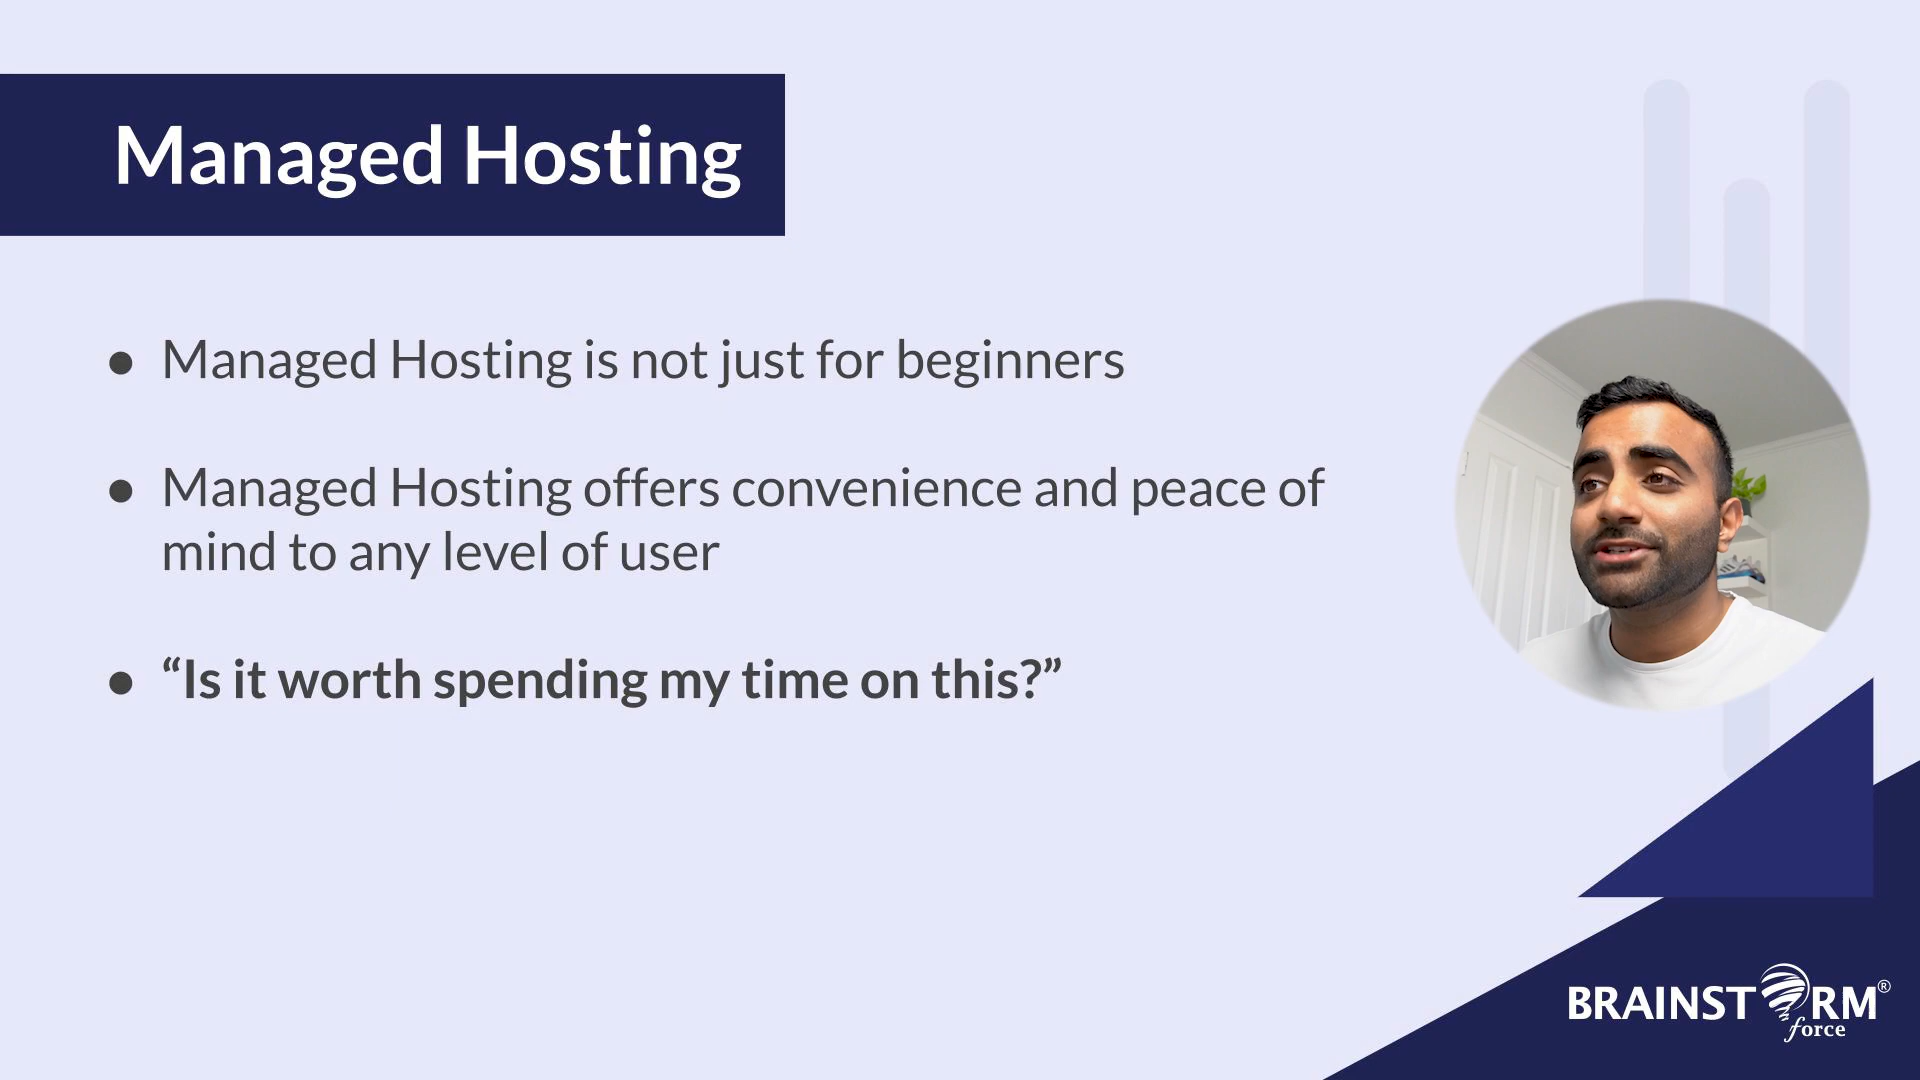 Managed Hosting
● Managed Hosting is not just for beginners
● Managed Hosting offers convenience and peace of
mind to any level of user
● “Is it worth spending my time on this?”
BRAINSTORM®
force